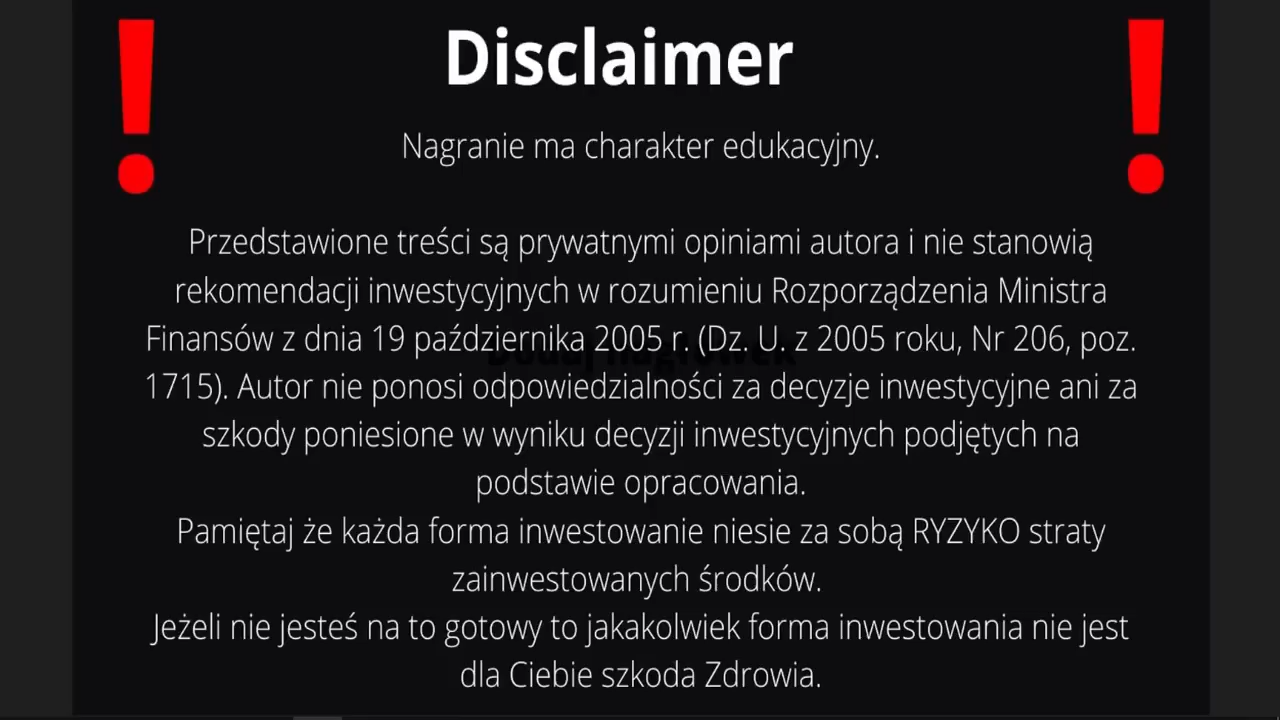 Disclaimer
Nagranie ma charakter edukacyjny.
Przedstawione treści są prywatnymi opiniami autora i nie stanowią
rekomendacji inwestycyjnych w rozumieniu Rozporządzenia Ministra
Finansów z dnia 19 października 2005 r. (Dz. U. z 2005 roku, Nr 206, poz.
1715). Autor nie ponosi odpowiedzialności za decyzje inwestycyjne ani za
szkody poniesione w wyniku decyzji inwestycyjnych podjętych na
podstawie opracowania.
Pamiętaj że każda forma inwestowanie niesie za sobą RYZYKO straty
zainwestowanych środków.
Jeżeli nie jesteś na to gotowy to jakakolwiek forma inwestowania nie jest
dla Ciebie szkoda Zdrowia.